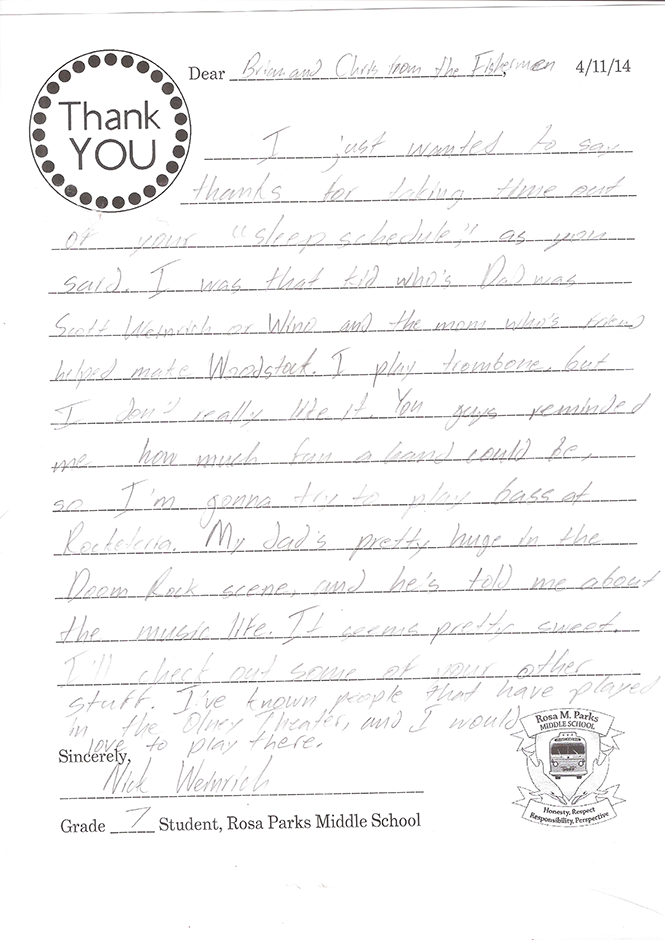 Thank
YOU
Dear Brian and Chris from the Fishermen, 4/11/14
I just wanted to say
thanks for taking time out
of your "sleep schedule," as you
said. I was that kid who's Dad was
Scott Weinrich or Wino and the mom who's friend
helped make Woodstock. I play trombone, but
I don't really like it. You guys reminded
me how much fun a band could be,
so I'm gonna try to play bass at
Rocketeria. My dad's pretty huge in the
Doom Rock scene, and he's told me about
the music life. It seems pretty sweet.
I'll check out some of your other
stuff. I've known people that have played
in the Olney Theater, and I would
love to play there.
Sincerely,
Nick Weinrich
Grade 7 Student, Rosa Parks Middle School
Rosa M. Parks
MIDDLE SCHOOL
Honesty, Respect
Responsibility, Perspective